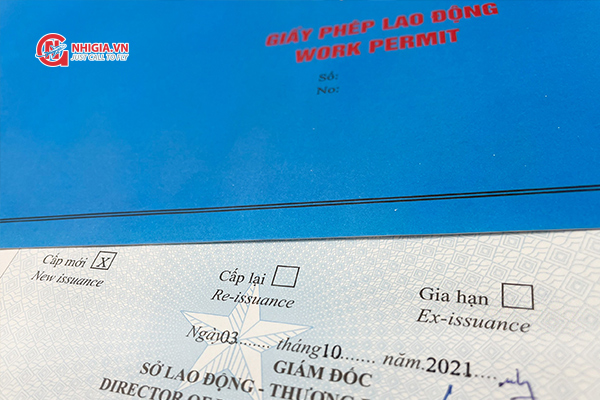 NHIGIA.VN
JUST CALL TO FLY
GIẤY PHÉP LAO ĐỘNG
WORK PERMIT
Số:
No:
Cấp mới X
New issuance
Cấp lại
Re-issuance
Gia hạn
Ex-issuance
Ngày 03....... tháng 10....... năm. 2021....
GIÁM ĐỐC
SỞ LAO ĐỘNG - THƯƠNG
DIRECTOR OF